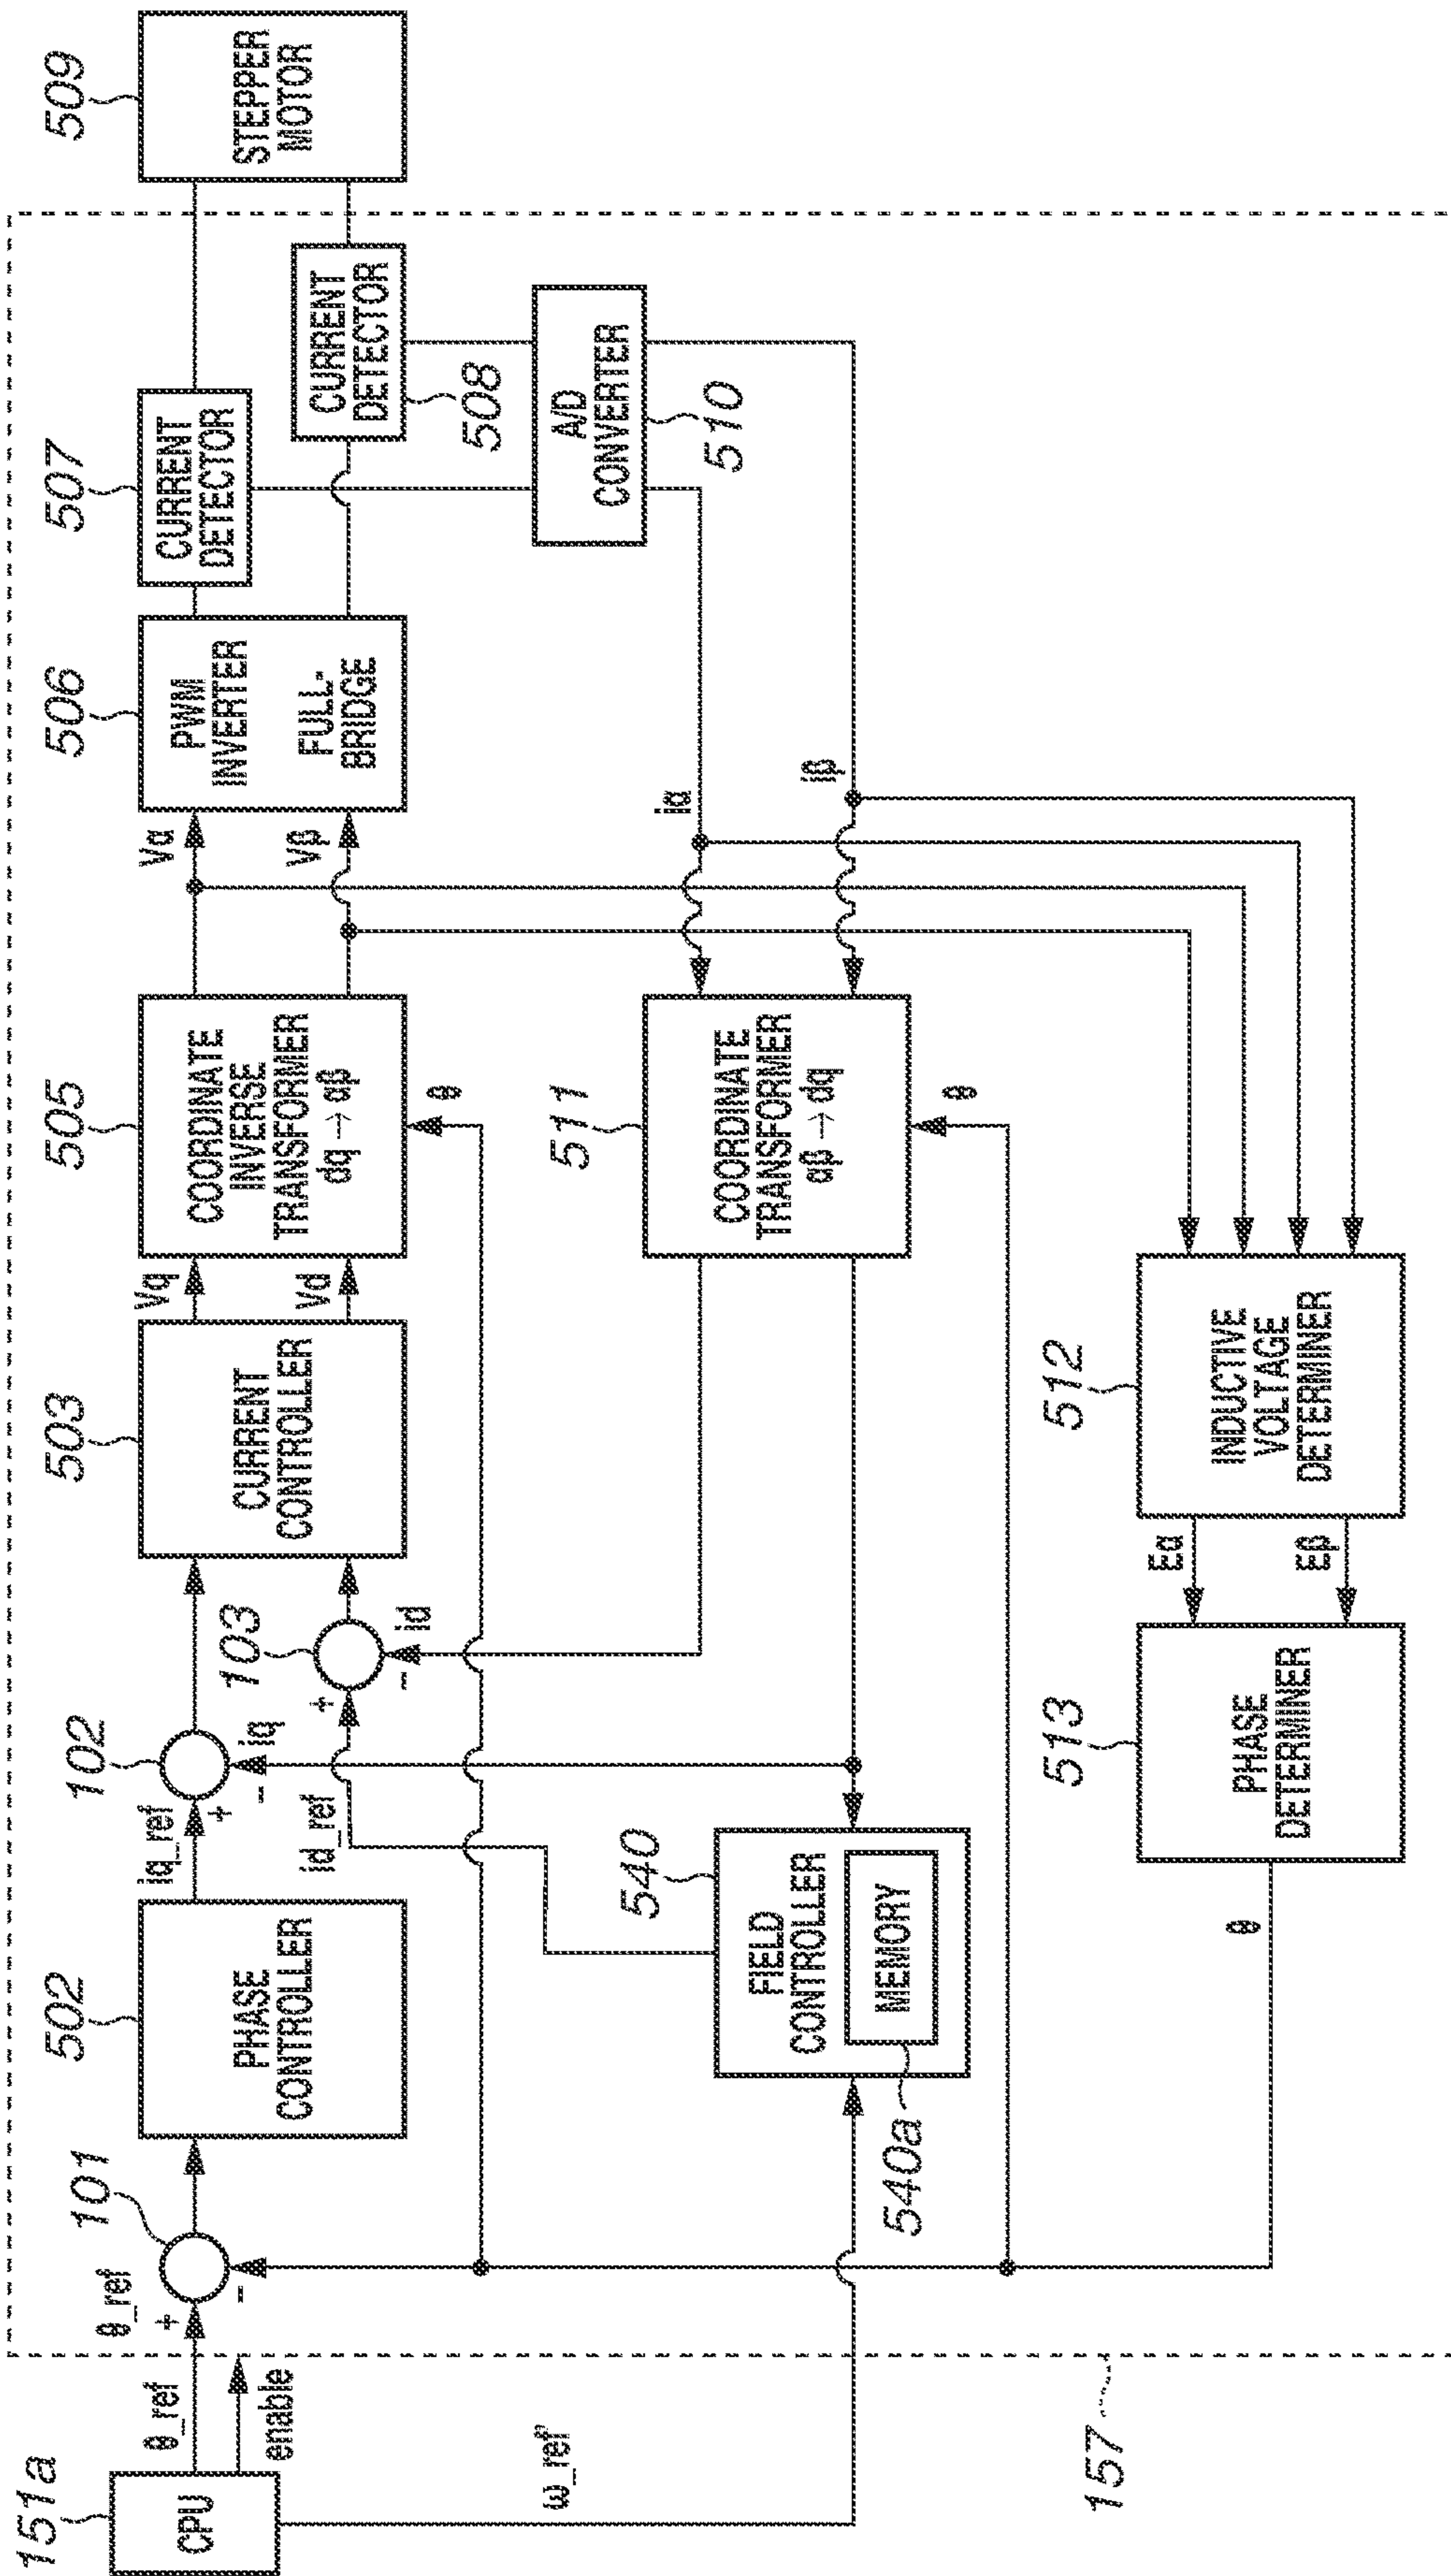 151a
CPU
θ_ref
enable
ω_ref'
157
θ_ref
+
-
101
502
PHASE
CONTROLLER
iq_ref
+
-
102
iq
id_ref
+
-
103
id
503
CURRENT
CONTROLLER
Vq
Vd
505
COORDINATE
INVERSE
TRANSFORMER
dq → αβ
θ
Vα
Vβ
506
PWM
INVERTER
FULL-
BRIDGE
507
CURRENT
DETECTOR
CURRENT
DETECTOR
508
509
STEPPER
MOTOR
A/D
CONVERTER
510
iα
iβ
511
COORDINATE
TRANSFORMER
αβ → dq
θ
540
FIELD
CONTROLLER
MEMORY
540a
512
INDUCTIVE
VOLTAGE
DETERMINER
Eα
Eβ
513
PHASE
DETERMINER
θ